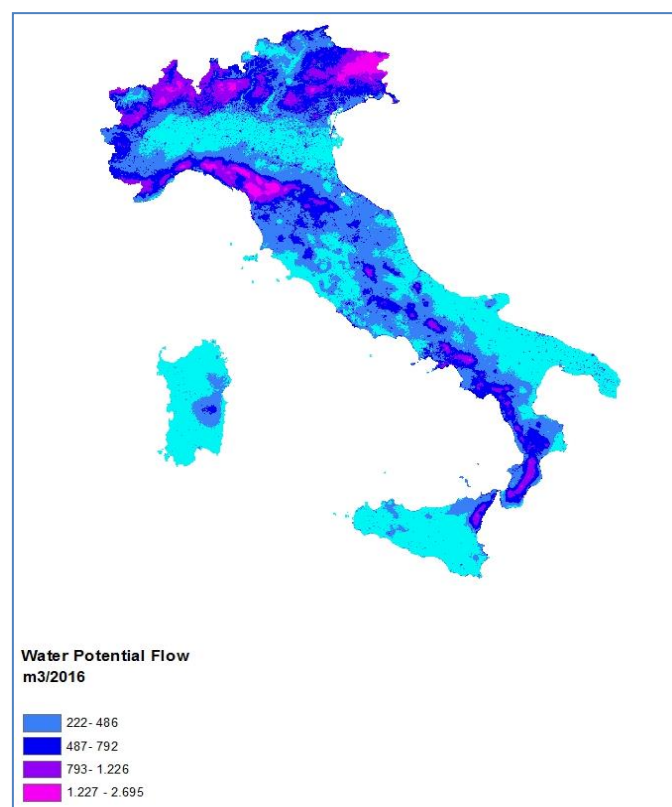 Water Potential Flow
m3/2016
222- 486
487- 792
793- 1.226
1.227 - 2.695